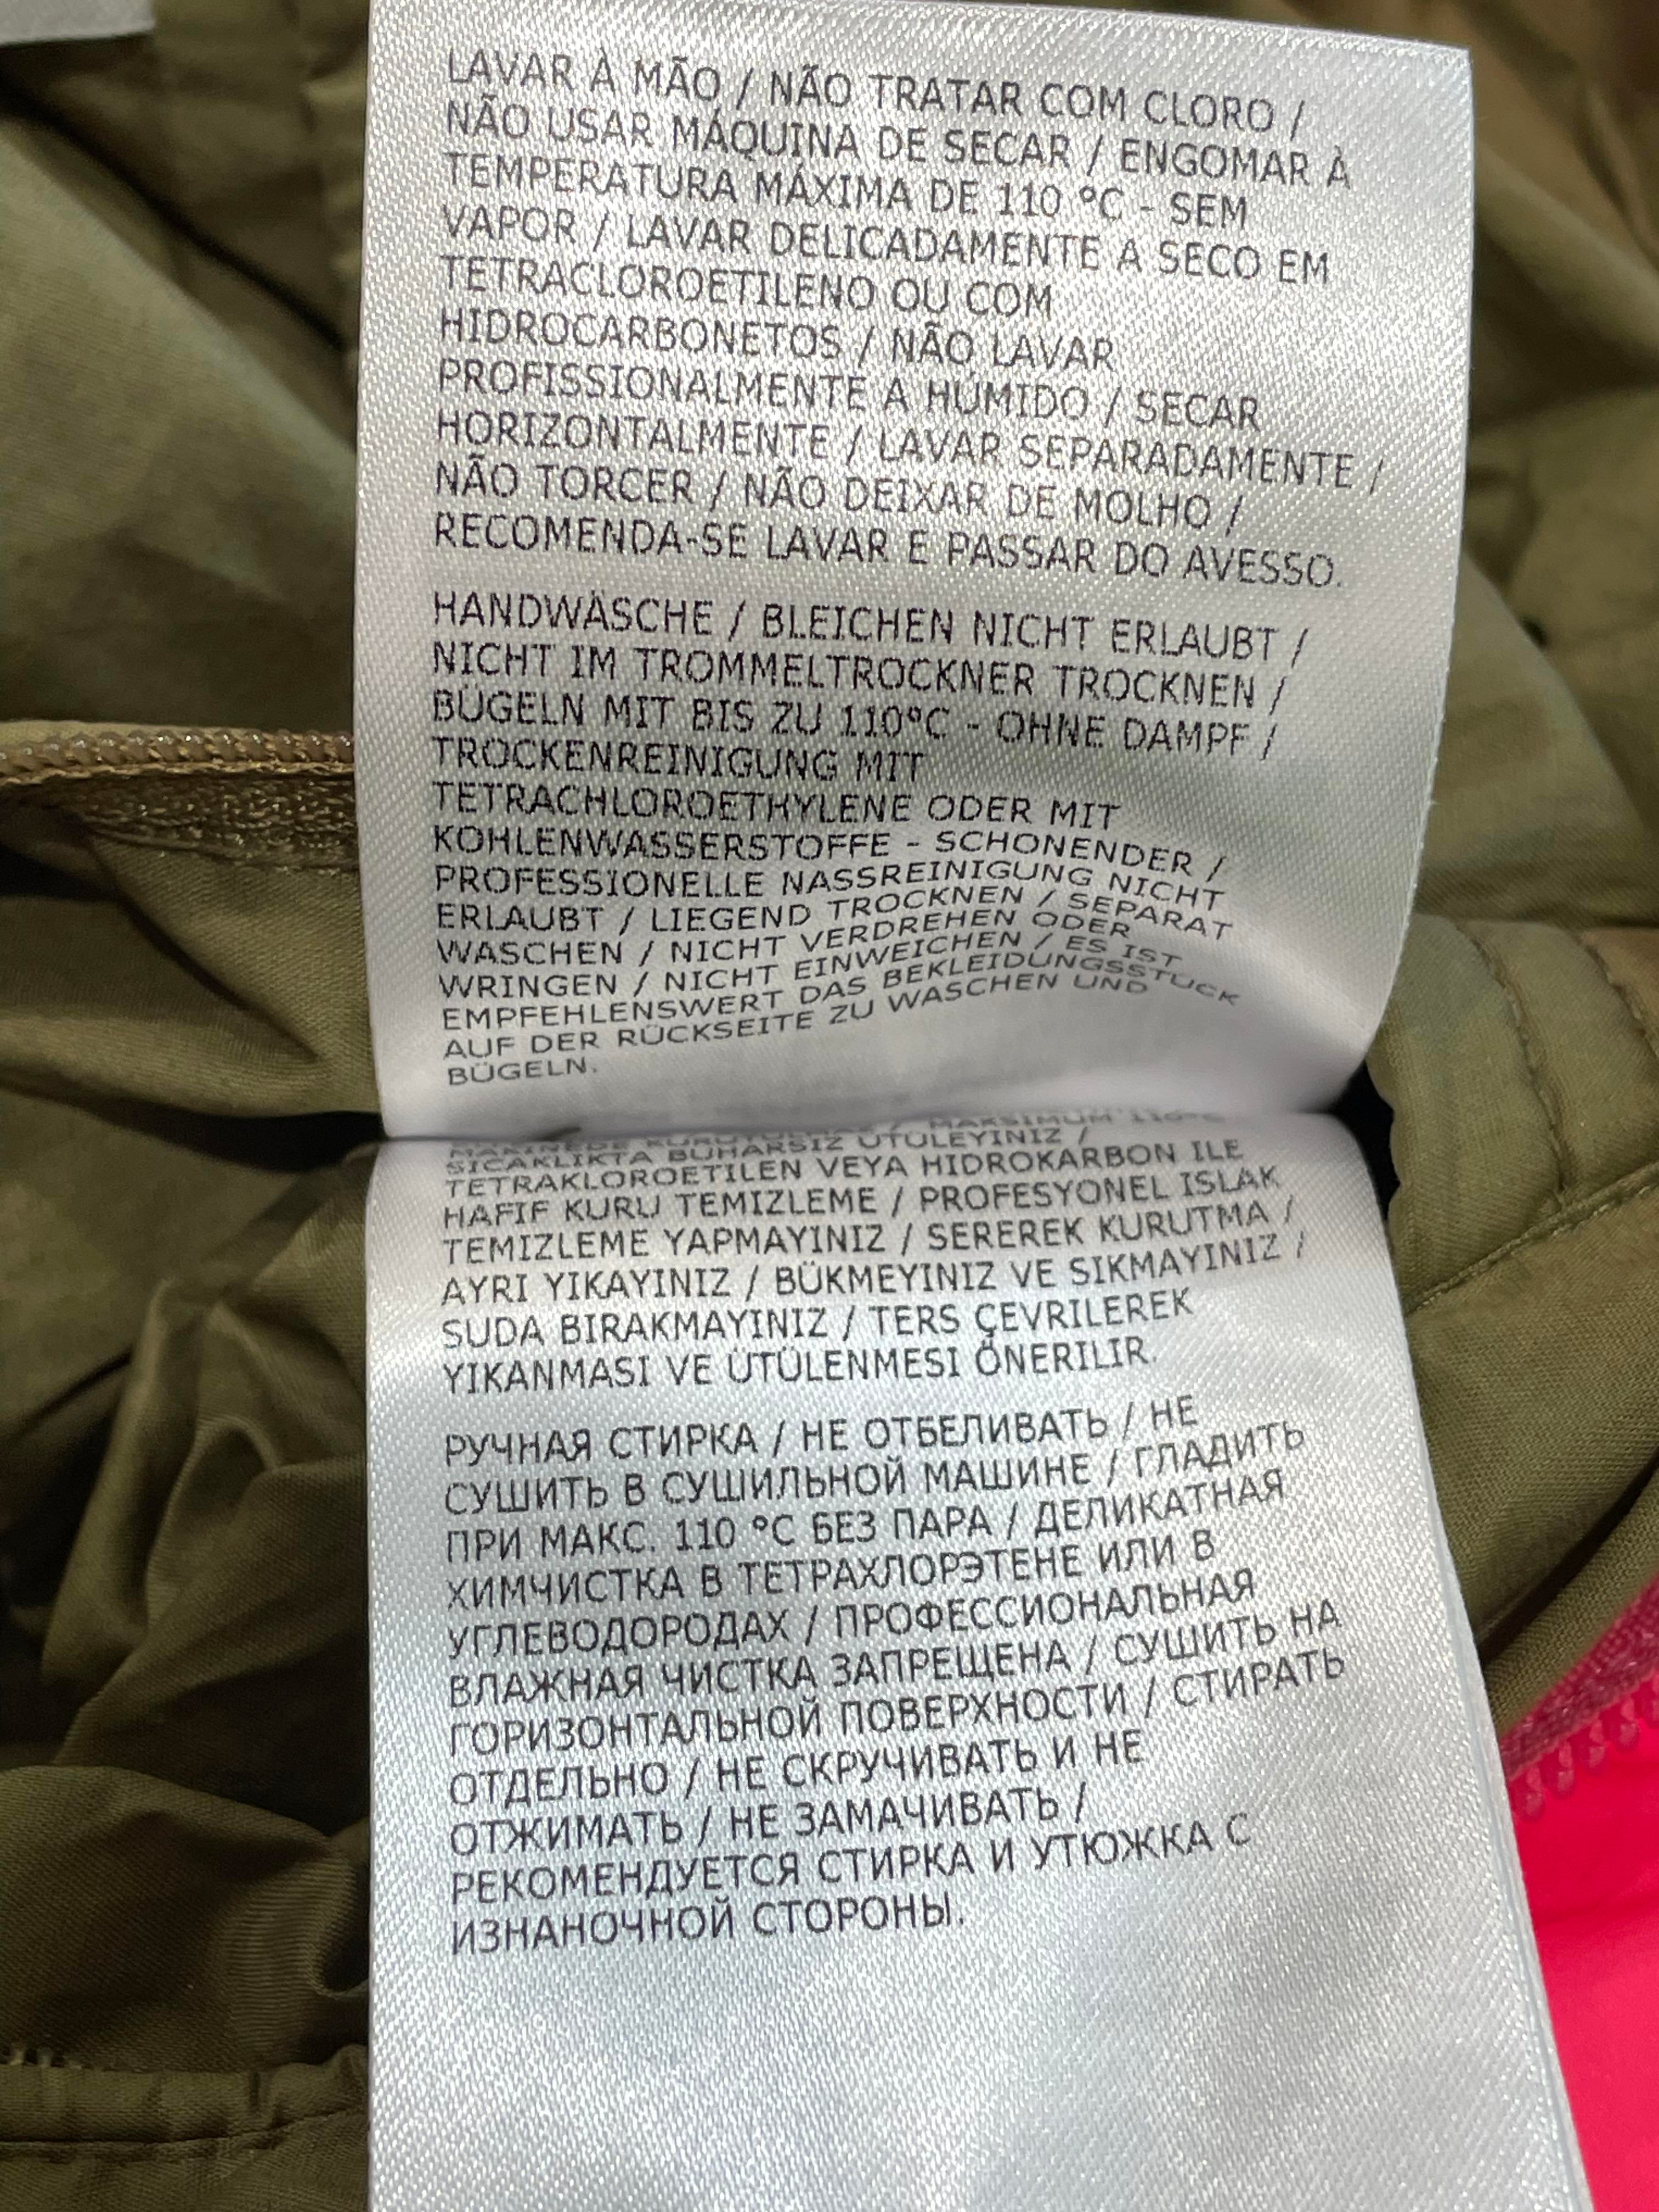 LAVAR À MÃO / NÃO TRATAR COM CLORO /
NÃO USAR MÁQUINA DE SECAR / ENGOMAR À
TEMPERATURA MÁXIMA DE 110 °C - SEM
VAPOR / LAVAR DELICADAMENTE A SECO EM
TETRACLOROETILENO OU COM
HIDROCARBONETOS / NÃO LAVAR
PROFISSIONALMENTE A HÚMIDO / SECAR
HORIZONTALMENTE / LAVAR SEPARADAMENTE /
NÃO TORCER / NÃO DEIXAR DE MOLHO /
RECOMENDA-SE LAVAR E PASSAR DO AVESSO.
HANDWÄSCHE / BLEICHEN NICHT ERLAUBT /
NICHT IM TROMMELTROCKNER TROCKNEN /
BÜGELN MIT BIS ZU 110°C - OHNE DAMPF /
TROCKENREINIGUNG MIT
TETRACHLOROETHYLENE ODER MIT
KOHLENWASSERSTOFFE - SCHONENDER /
PROFESSIONELLE NASSREINIGUNG NICHT
ERLAUBT / LIEGEND TROCKNEN / SEPARAT
WASCHEN / NICHT VERDREHEN ODER
WRINGEN / NICHT EINWEICHEN / ES IST
EMPFEHLENSWERT DAS BEKLEIDUNGSSTÜCK
AUF DER RÜCKSEITE ZU WASCHEN UND
BÜGELN.
MAKSIMUM 110°C
SICAKLIKTA BUHARSIZ ÜTÜLEYINIZ /
TETRAKLOROETILEN VEYA HIDROKARBON ILE
HAFIF KURU TEMIZLEME / PROFESYONEL ISLAK
TEMIZLEME YAPMAYINIZ / SEREREK KURUTMA /
AYRI YIKAYINIZ / BÜKMEYINIZ VE SIKMAYINIZ /
SUDA BIRAKMAYINIZ / TERS ÇEVRILEREK
YIKANMASI VE ÜTÜLENMESI ÖNERILIR.
РУЧНАЯ СТИРКА / НЕ ОТБЕЛИВАТЬ / НЕ
СУШИТЬ В СУШИЛЬНОЙ МАШИНЕ / ГЛАДИТЬ
ПРИ МАКС. 110 °C БЕЗ ПАРА / ДЕЛИКАТНАЯ
ХИМЧИСТКА В ТЕТРАХЛОРЭТЕНЕ ИЛИ В
УГЛЕВОДОРОДАХ / ПРОФЕССИОНАЛЬНАЯ
ВЛАЖНАЯ ЧИСТКА ЗАПРЕЩЕНА / СУШИТЬ НА
ГОРИЗОНТАЛЬНОЙ ПОВЕРХНОСТИ / СТИРАТЬ
ОТДЕЛЬНО / НЕ СКРУЧИВАТЬ И НЕ
ОТЖИМАТЬ / НЕ ЗАМАЧИВАТЬ /
РЕКОМЕНДУЕТСЯ СТИРКА И УТЮЖКА С
ИЗНАНОЧНОЙ СТОРОНЫ.